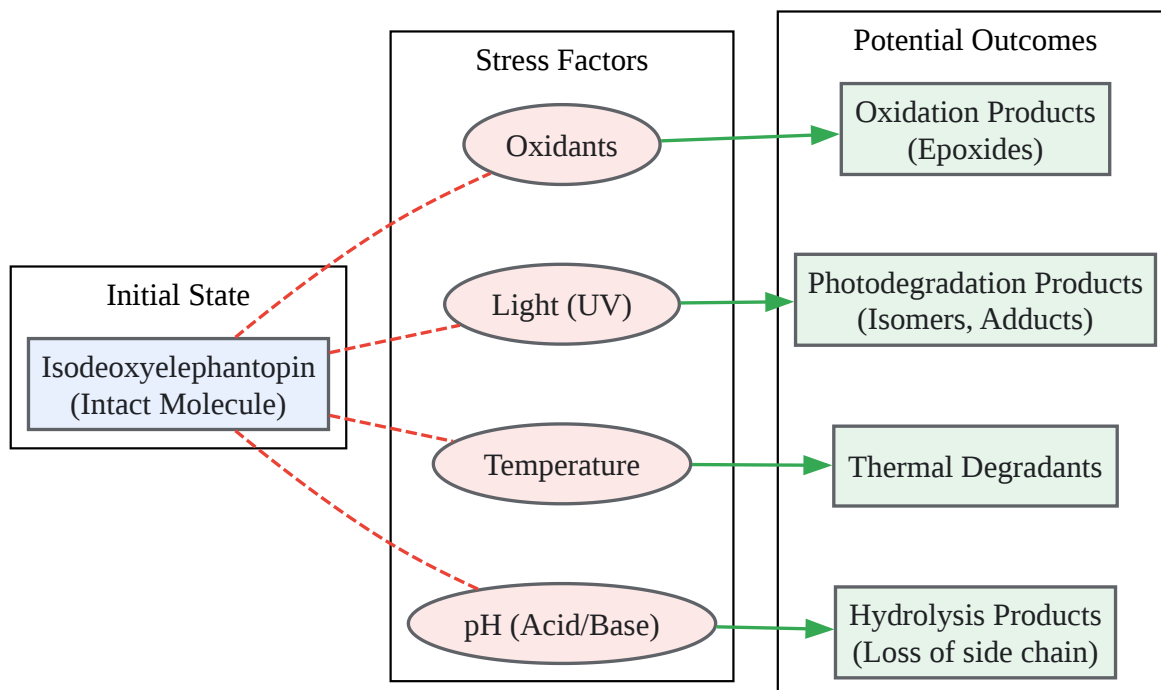 Initial State
Isodeoxyelephantopin
(Intact Molecule)
Stress Factors
Oxidants
Light (UV)
Temperature
pH (Acid/Base)
Potential Outcomes
Oxidation Products
(Epoxides)
Photodegradation Products
(Isomers, Adducts)
Thermal Degradants
Hydrolysis Products
(Loss of side chain)